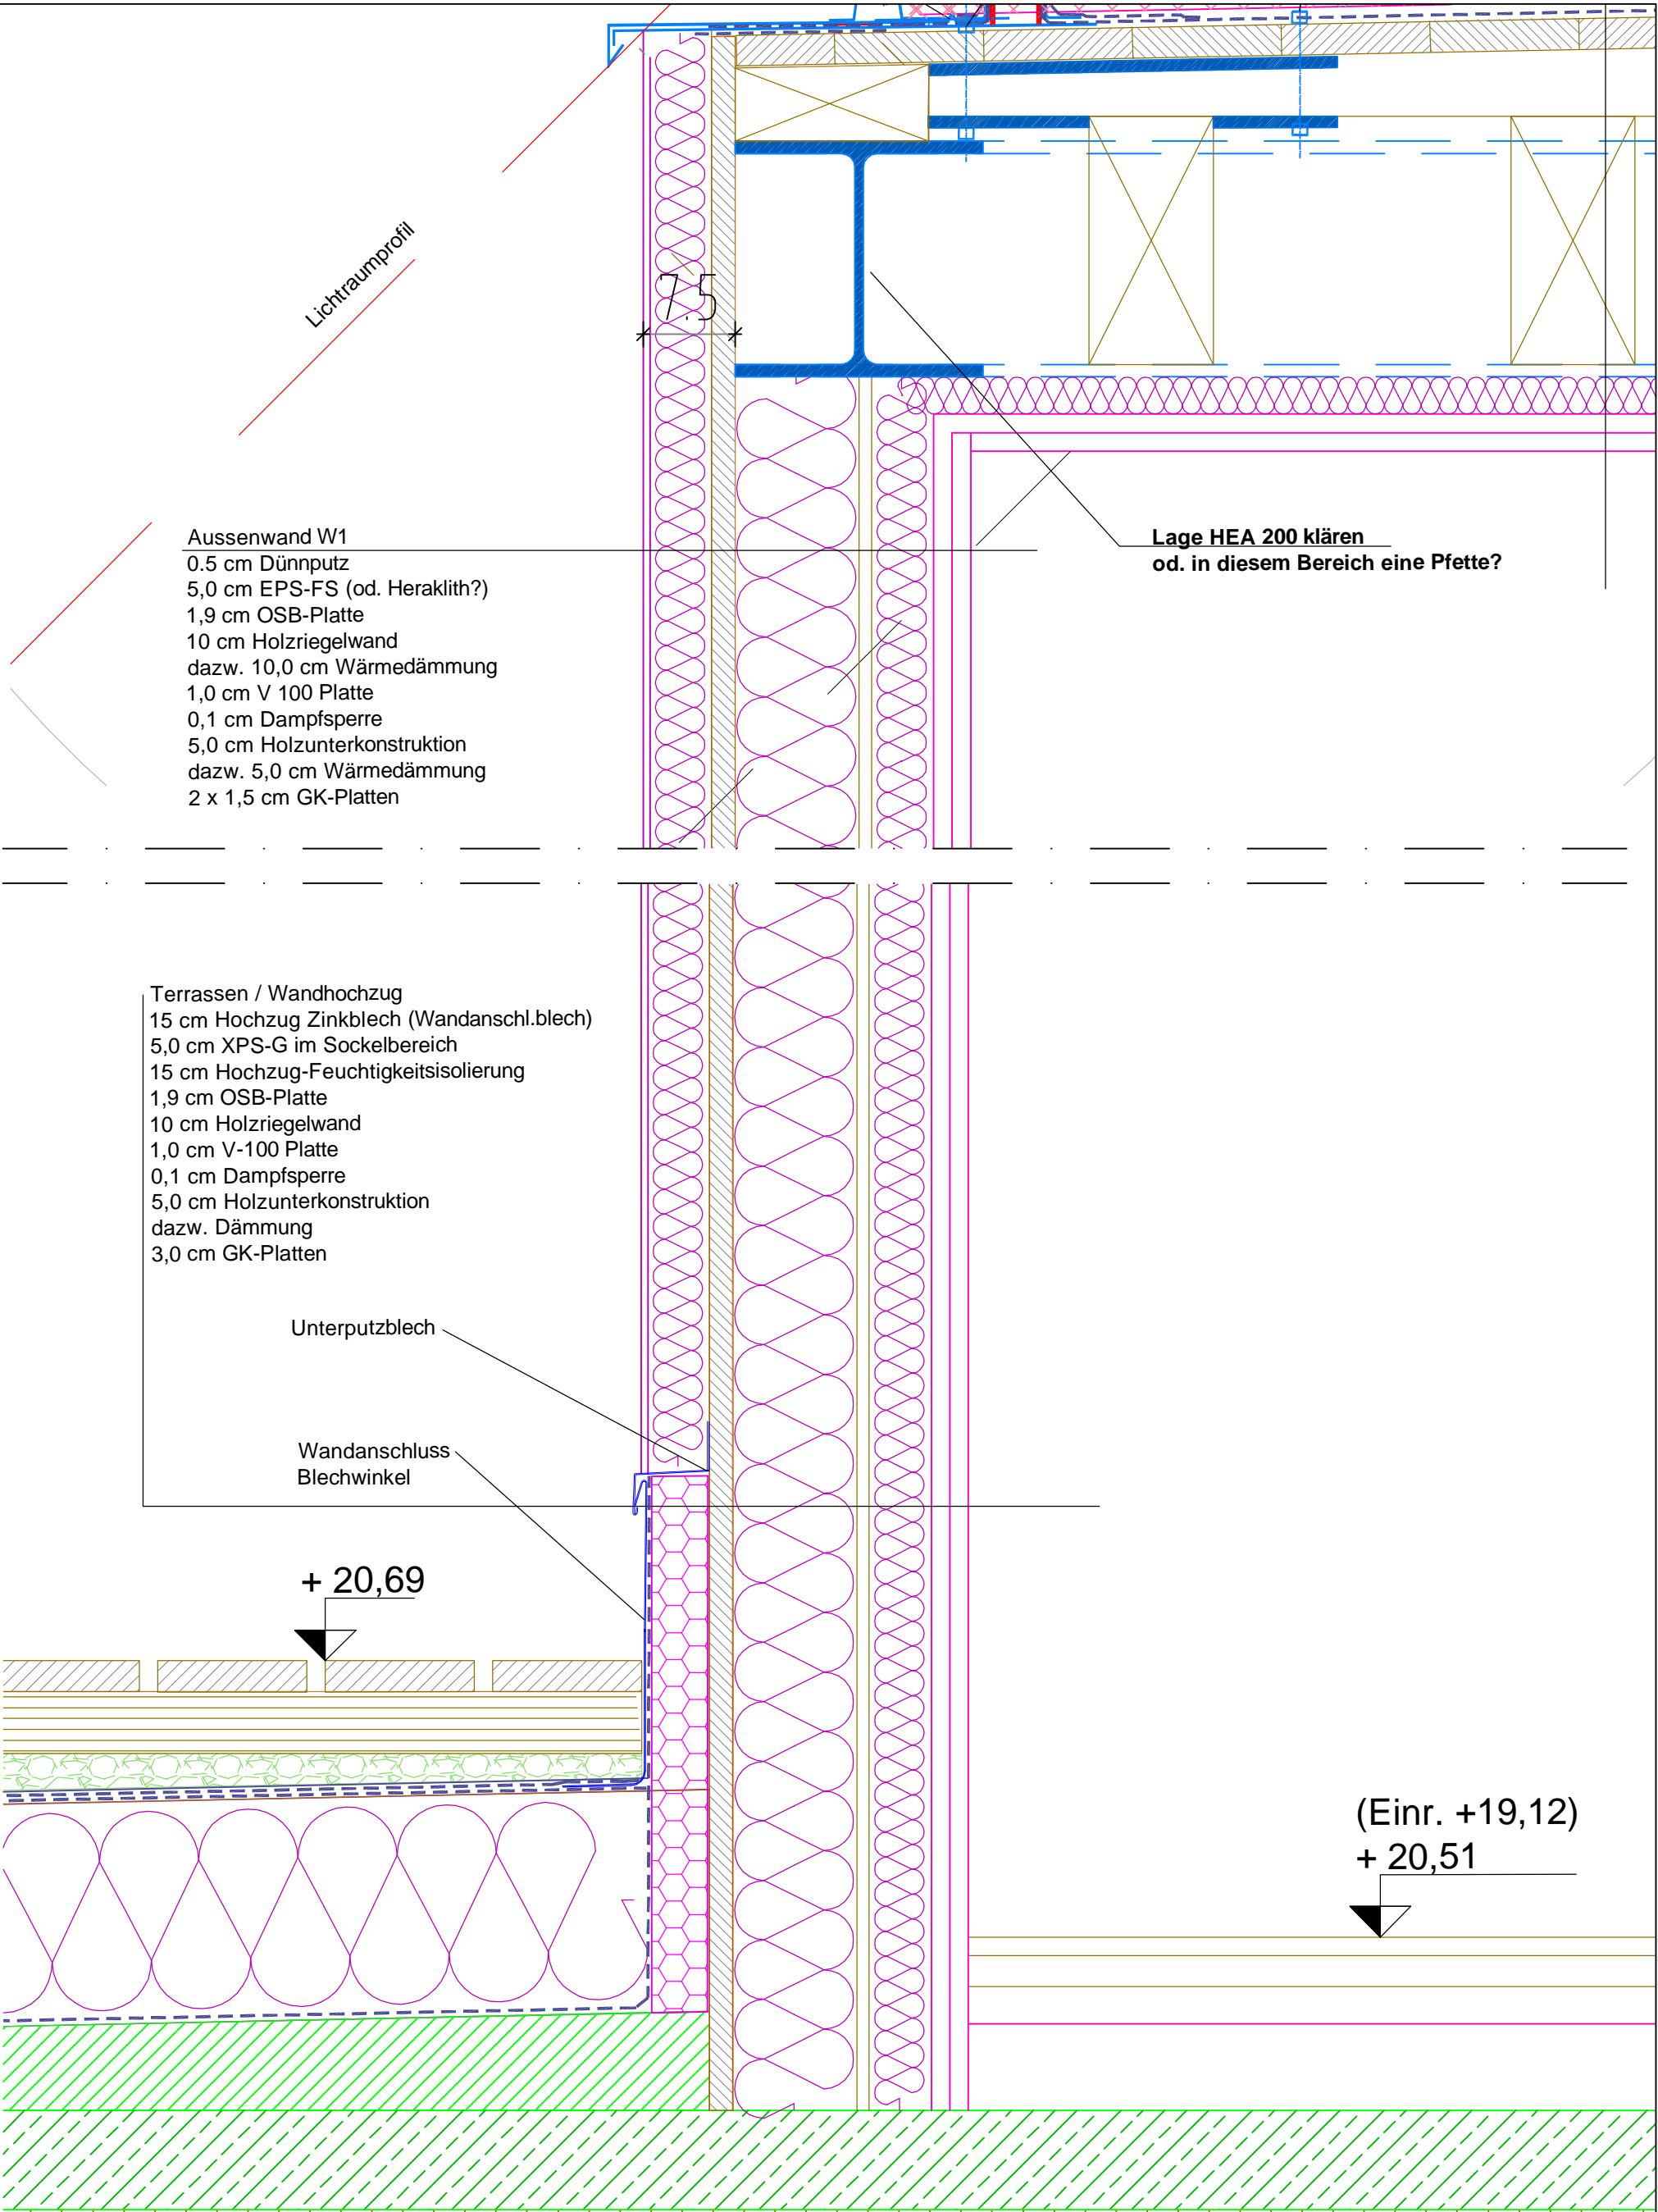 Lichtraumprofil
7.5
Aussenwand W1
0.5 cm Dünnputz
5,0 cm EPS-FS (od. Heraklith?)
1,9 cm OSB-Platte
10 cm Holzriegelwand
dazw. 10,0 cm Wärmedämmung
1,0 cm V 100 Platte
0,1 cm Dampfsperre
5,0 cm Holzunterkonstruktion
dazw. 5,0 cm Wärmedämmung
2 x 1,5 cm GK-Platten
Lage HEA 200 klären
od. in diesem Bereich eine Pfette?
Terrassen / Wandhochzug
15 cm Hochzug Zinkblech (Wandanschl.blech)
5,0 cm XPS-G im Sockelbereich
15 cm Hochzug-Feuchtigkeitsisolierung
1,9 cm OSB-Platte
10 cm Holzriegelwand
1,0 cm V-100 Platte
0,1 cm Dampfsperre
5,0 cm Holzunterkonstruktion
dazw. Dämmung
3,0 cm GK-Platten
Unterputzblech
Wandanschluss
Blechwinkel
+ 20,69
(Einr. +19,12)
+ 20,51